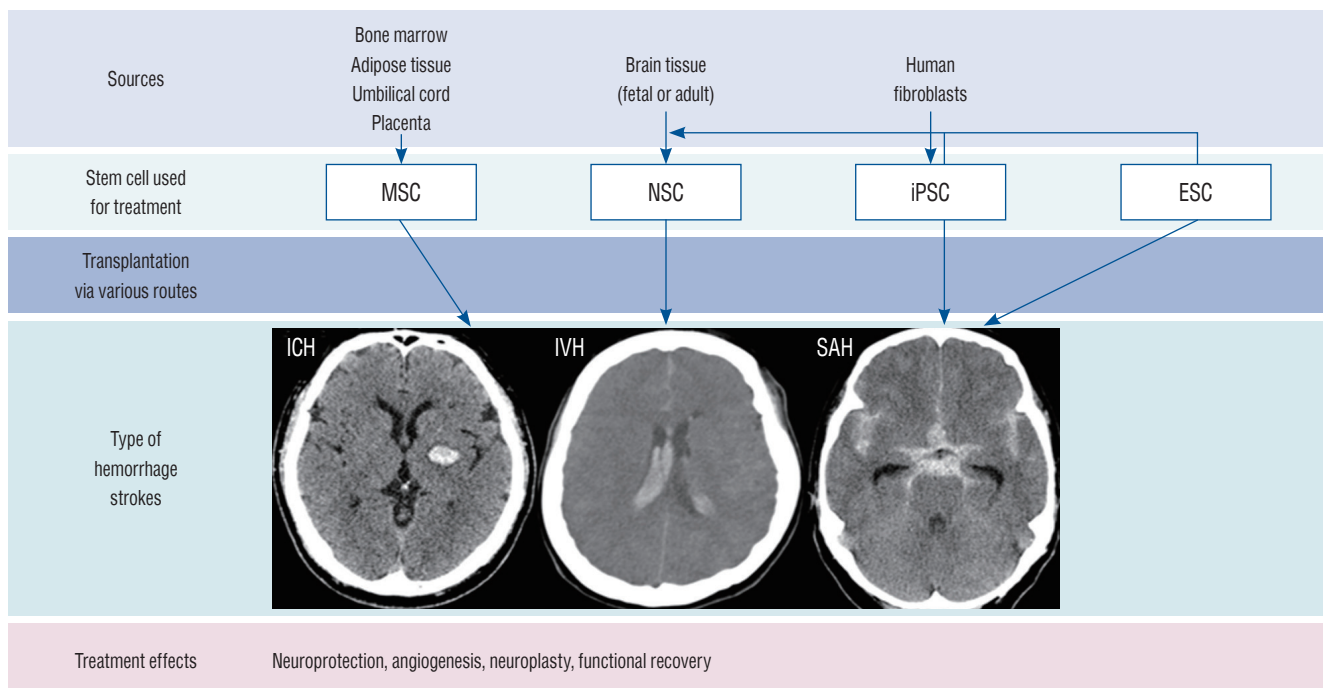 Sources
Bone marrow
Adipose tissue
Umbilical cord
Placenta
Brain tissue
(fetal or adult)
Human
fibroblasts
Stem cell used
for treatment
MSC
NSC
iPSC
ESC
Transplantation
via various routes
Type of
hemorrhage
strokes
ICH
IVH
SAH
Treatment effects
Neuroprotection, angiogenesis, neuroplasty, functional recovery